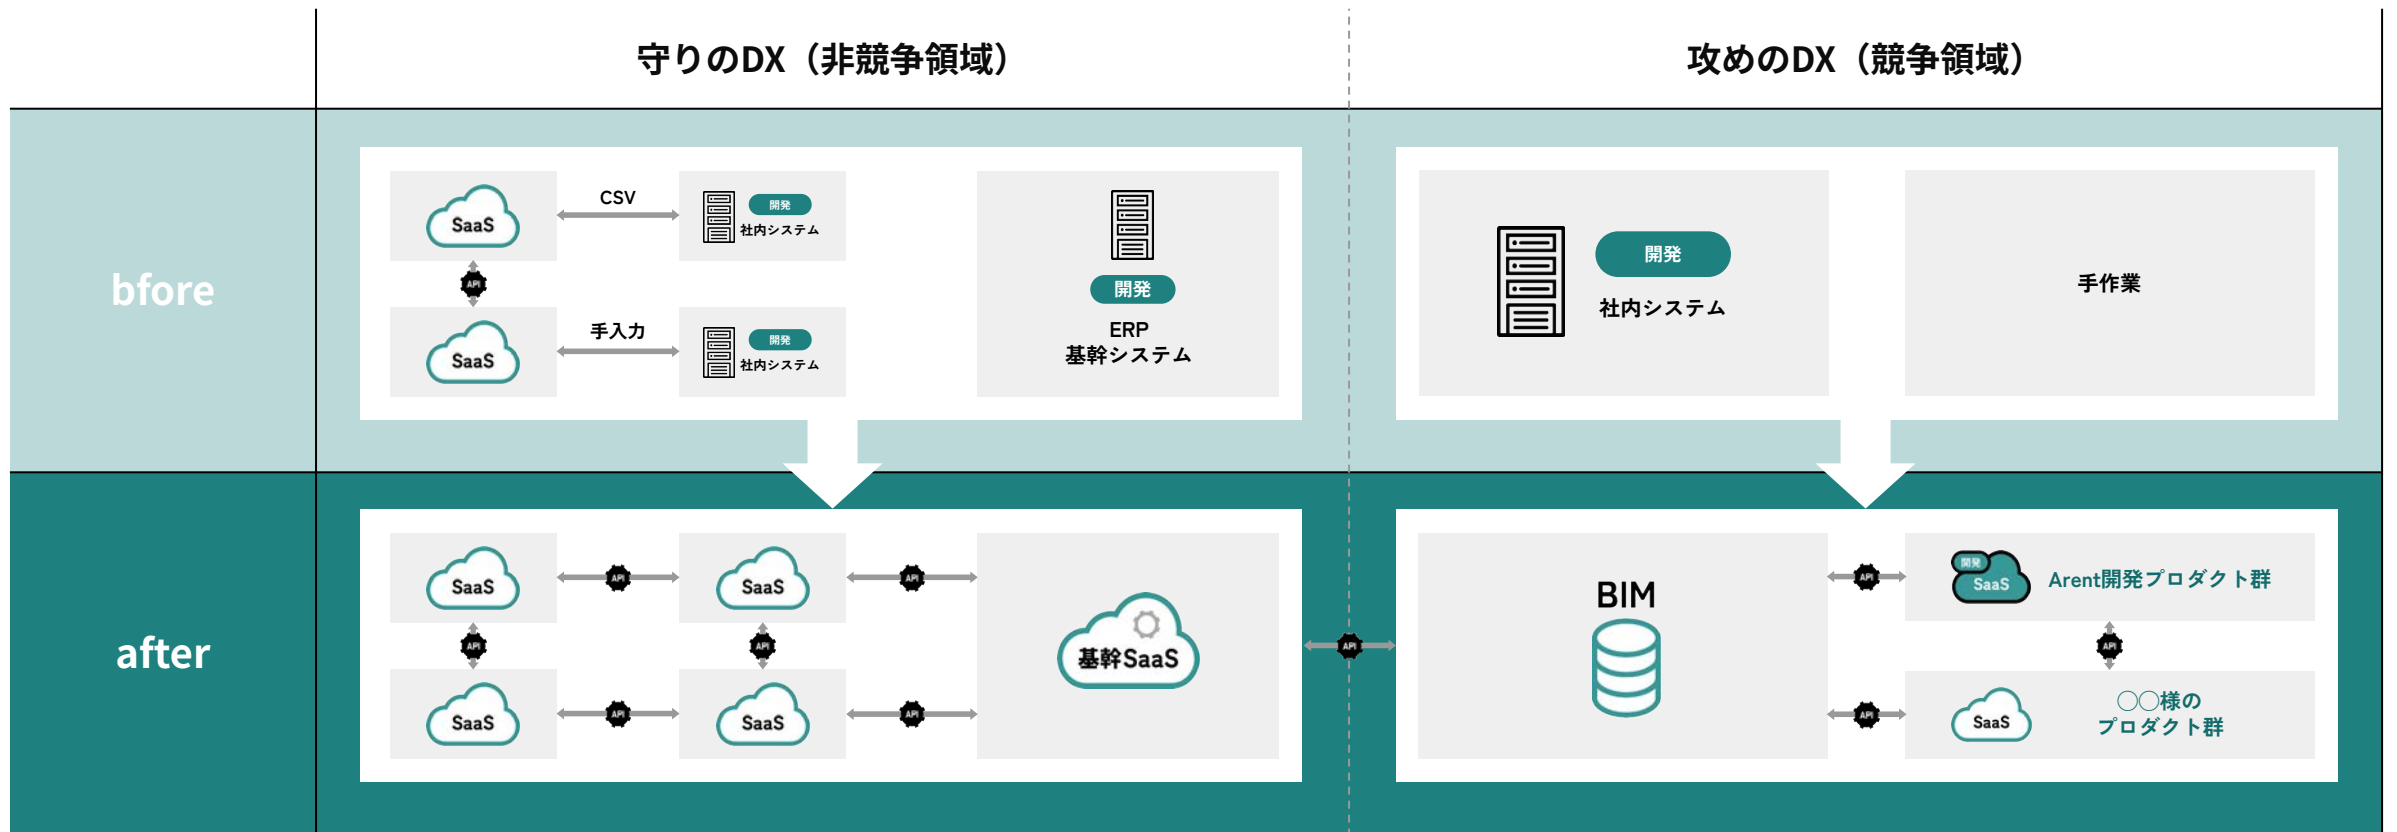 守りのDX（非競争領域）
攻めのDX（競争領域）
bfore
SaaS
CSV
開発
社内システム
API
SaaS
手入力
開発
社内システム
開発
ERP
基幹システム
開発
社内システム
手作業
after
SaaS
API
SaaS
API
API
API
SaaS
API
SaaS
API
基幹SaaS
API
BIM
API
開発
SaaS
Arent開発プロダクト群
API
API
SaaS
〇〇様の
プロダクト群